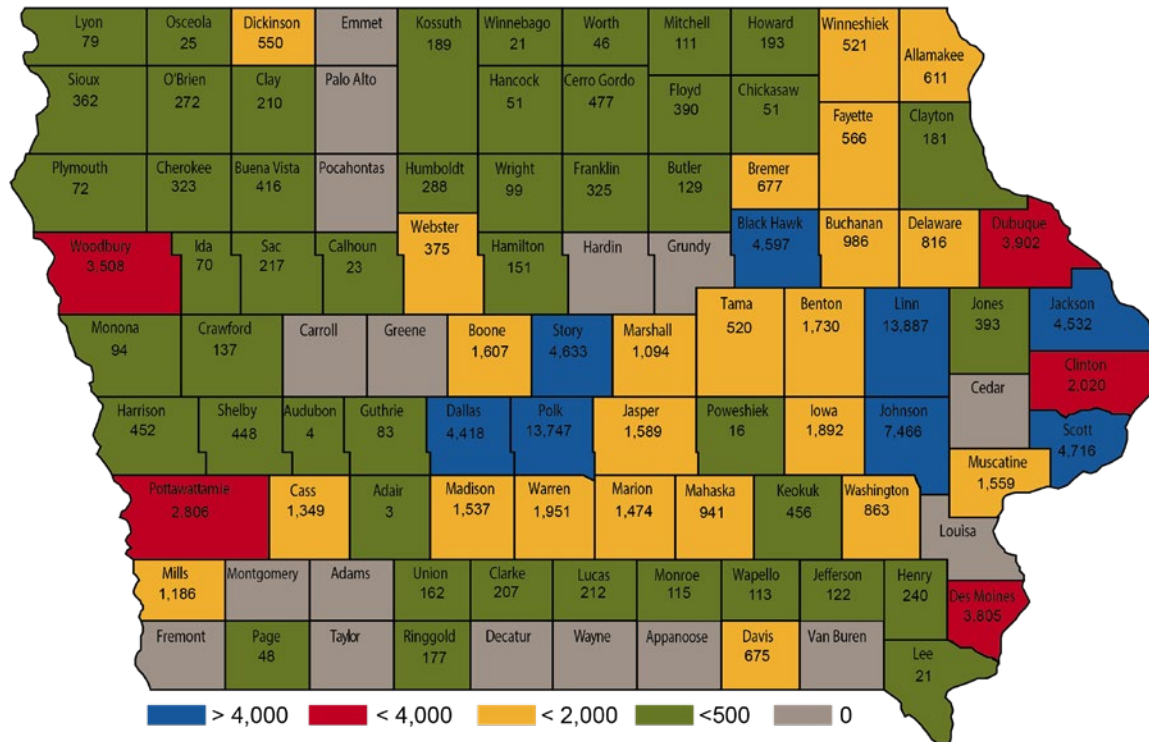 Lyon
79
Osceola
25
Dickinson
550
Emmet
Kossuth
189
Winnebago
21
Worth
46
Mitchell
111
Howard
193
Winneshiek
521
Allamakee
611
Sioux
362
O'Brien
272
Clay
210
Palo Alto
Hancock
51
Cerro Gordo
477
Floyd
390
Chickasaw
51
Fayette
566
Clayton
181
Plymouth
72
Cherokee
323
Buena Vista
416
Pocahontas
Humboldt
288
Wright
99
Franklin
325
Butler
129
Bremer
677
Woodbury
3,508
Ida
70
Sac
217
Calhoun
23
Webster
375
Hamilton
151
Hardin
Grundy
Black Hawk
4,597
Buchanan
986
Delaware
816
Dubuque
3,902
Monona
94
Crawford
137
Carroll
Greene
Boone
1,607
Story
4,633
Marshall
1,094
Tama
520
Benton
1,730
Linn
13,887
Jones
393
Jackson
4,532
Clinton
2,020
Cedar
Harrison
452
Shelby
448
Audubon
4
Guthrie
83
Dallas
4,418
Polk
13,747
Jasper
1,589
Poweshiek
16
Iowa
1,892
Johnson
7,466
Scott
4,716
Muscatine
1,559
Pottawattamie
2,806
Cass
1,349
Adair
3
Madison
1,537
Warren
1,951
Marion
1,474
Mahaska
941
Keokuk
456
Washington
863
Louisa
Mills
1,186
Montgomery
Adams
Union
162
Clarke
207
Lucas
212
Monroe
115
Wapello
113
Jefferson
122
Henry
240
Des Moines
3,805
Fremont
Page
48
Taylor
Ringgold
177
Decatur
Wayne
Appanoose
Davis
675
Van Buren
Lee
21
> 4,000
< 4,000
< 2,000
<500
0